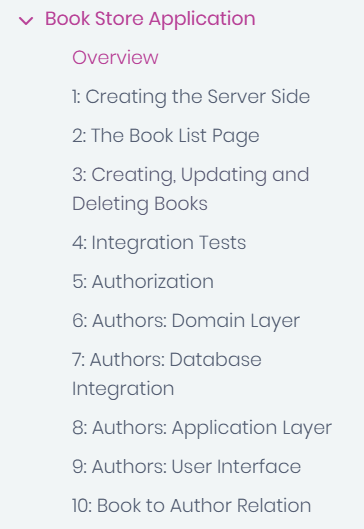 Book Store Application
Overview
1: Creating the Server Side
2: The Book List Page
3: Creating, Updating and
Deleting Books
4: Integration Tests
5: Authorization
6: Authors: Domain Layer
7: Authors: Database
Integration
8: Authors: Application Layer
9: Authors: User Interface
10: Book to Author Relation